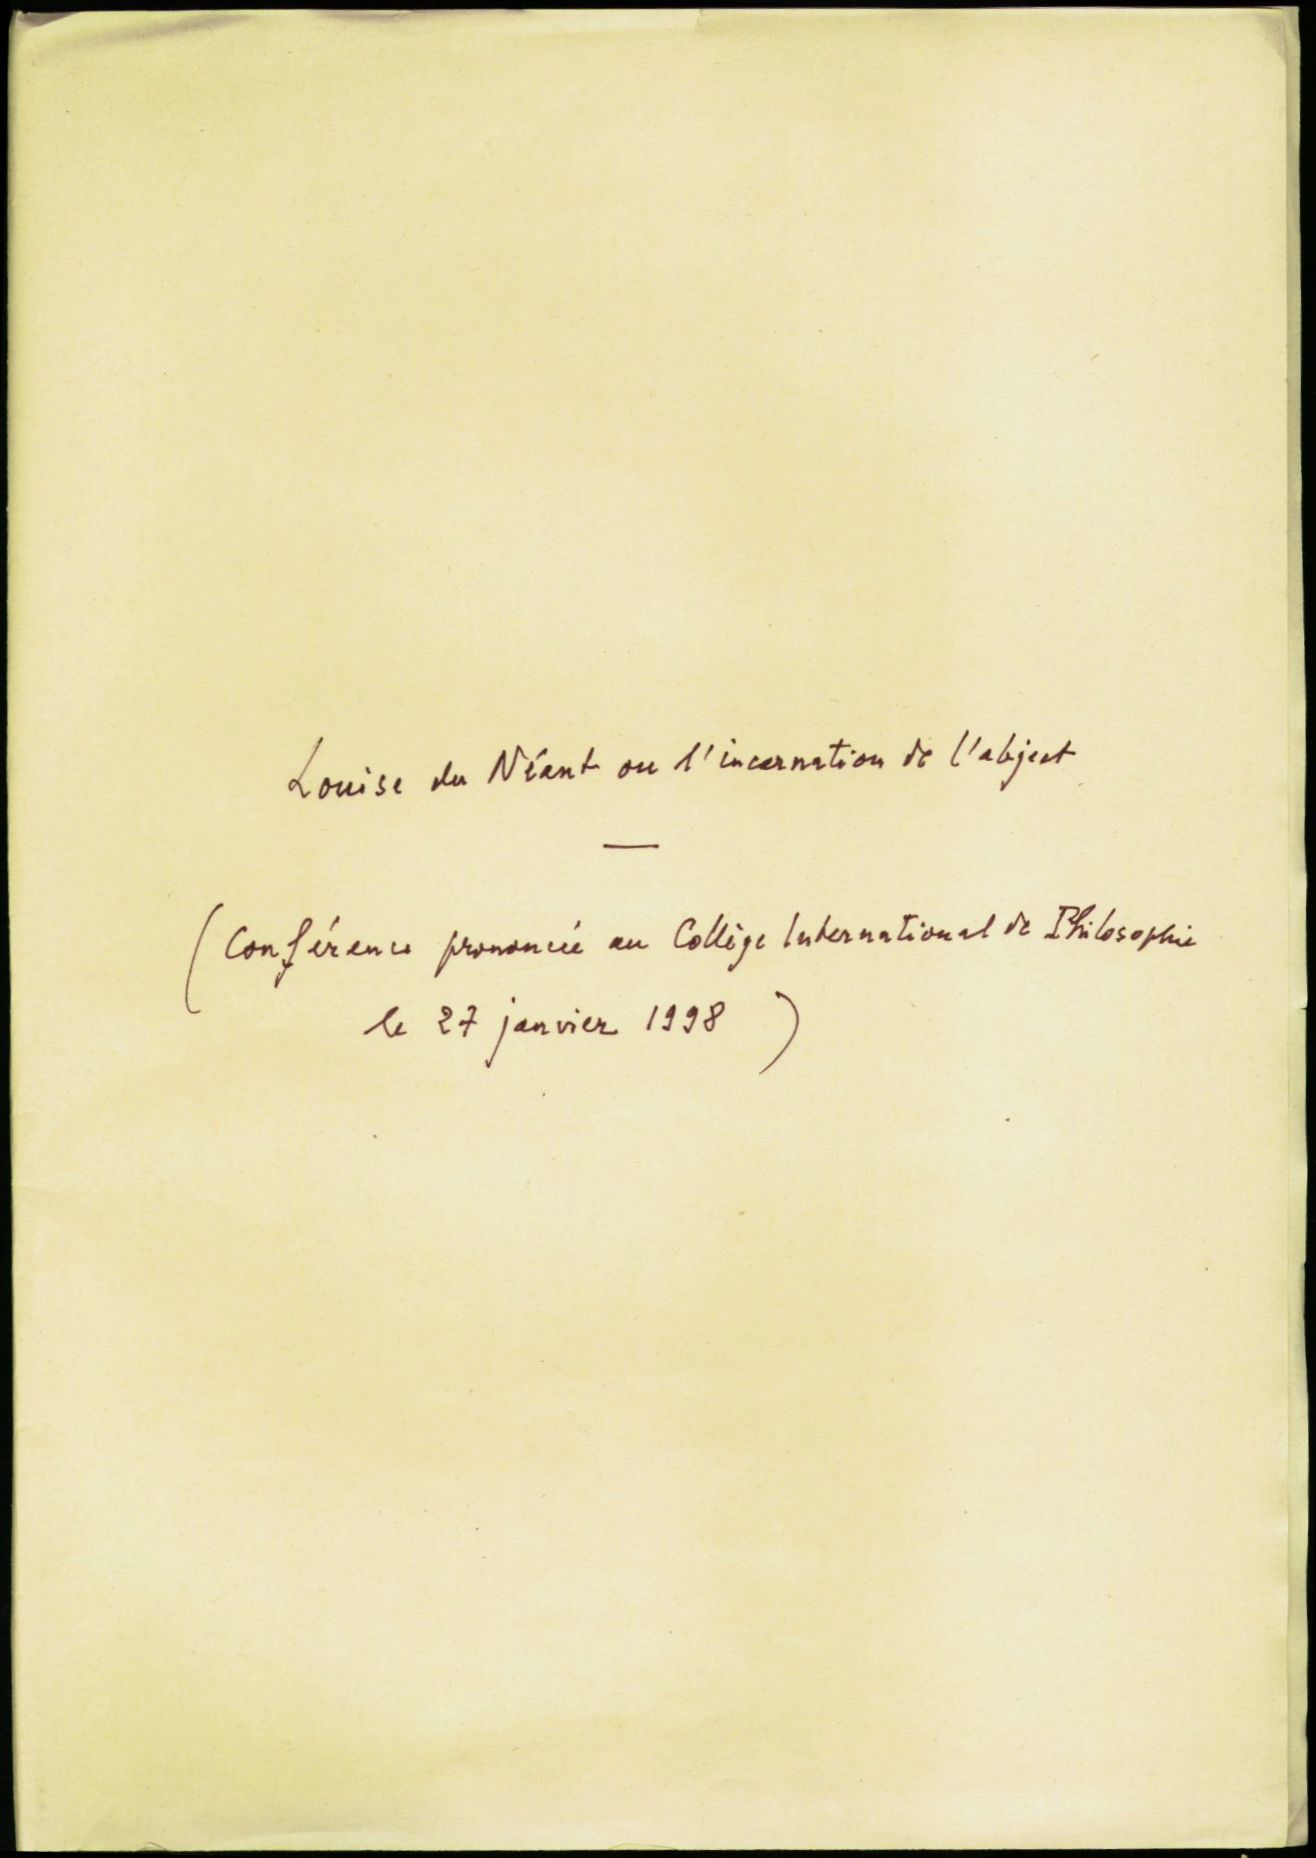 Louise du Néant ou l'incarnation de l'abject
—
(Conférence prononcée au Collège International de Philosophie
le 27 janvier 1998)